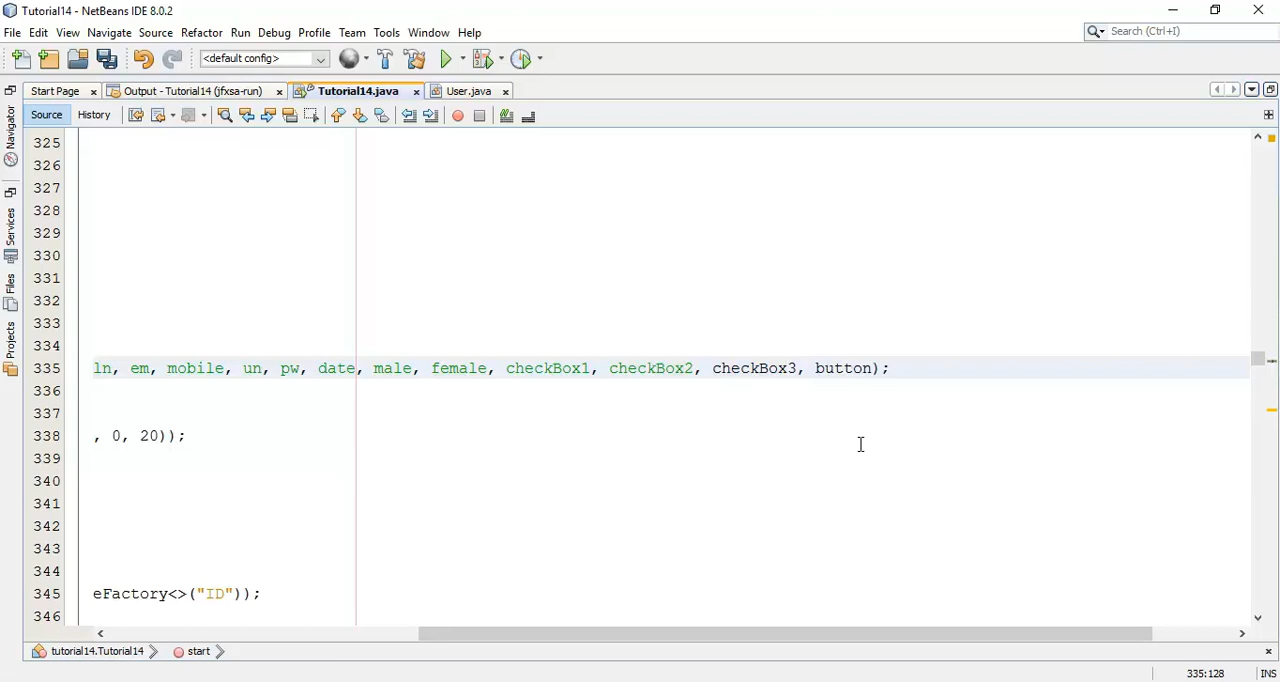 Tutorial14 - NetBeans IDE 8.0.2
File Edit View Navigate Source Refactor Run Debug Profile Team Tools Window Help
Search (Ctrl+I)
<default config>
Start Page Output - Tutorial14 (jfxsa-run) Tutorial14.java User.java
Source History
Navigator
Services
Files
Projects
325
326
327
328
329
330
331
332
333
334
335 ln, em, mobile, un, pw, date, male, female, checkBox1, checkBox2, checkBox3, button);
336
337
338 , 0, 20));
339
340
341
342
343
344
345 eFactory<>("ID"));
346
tutorial14.Tutorial14 start
335:128 INS